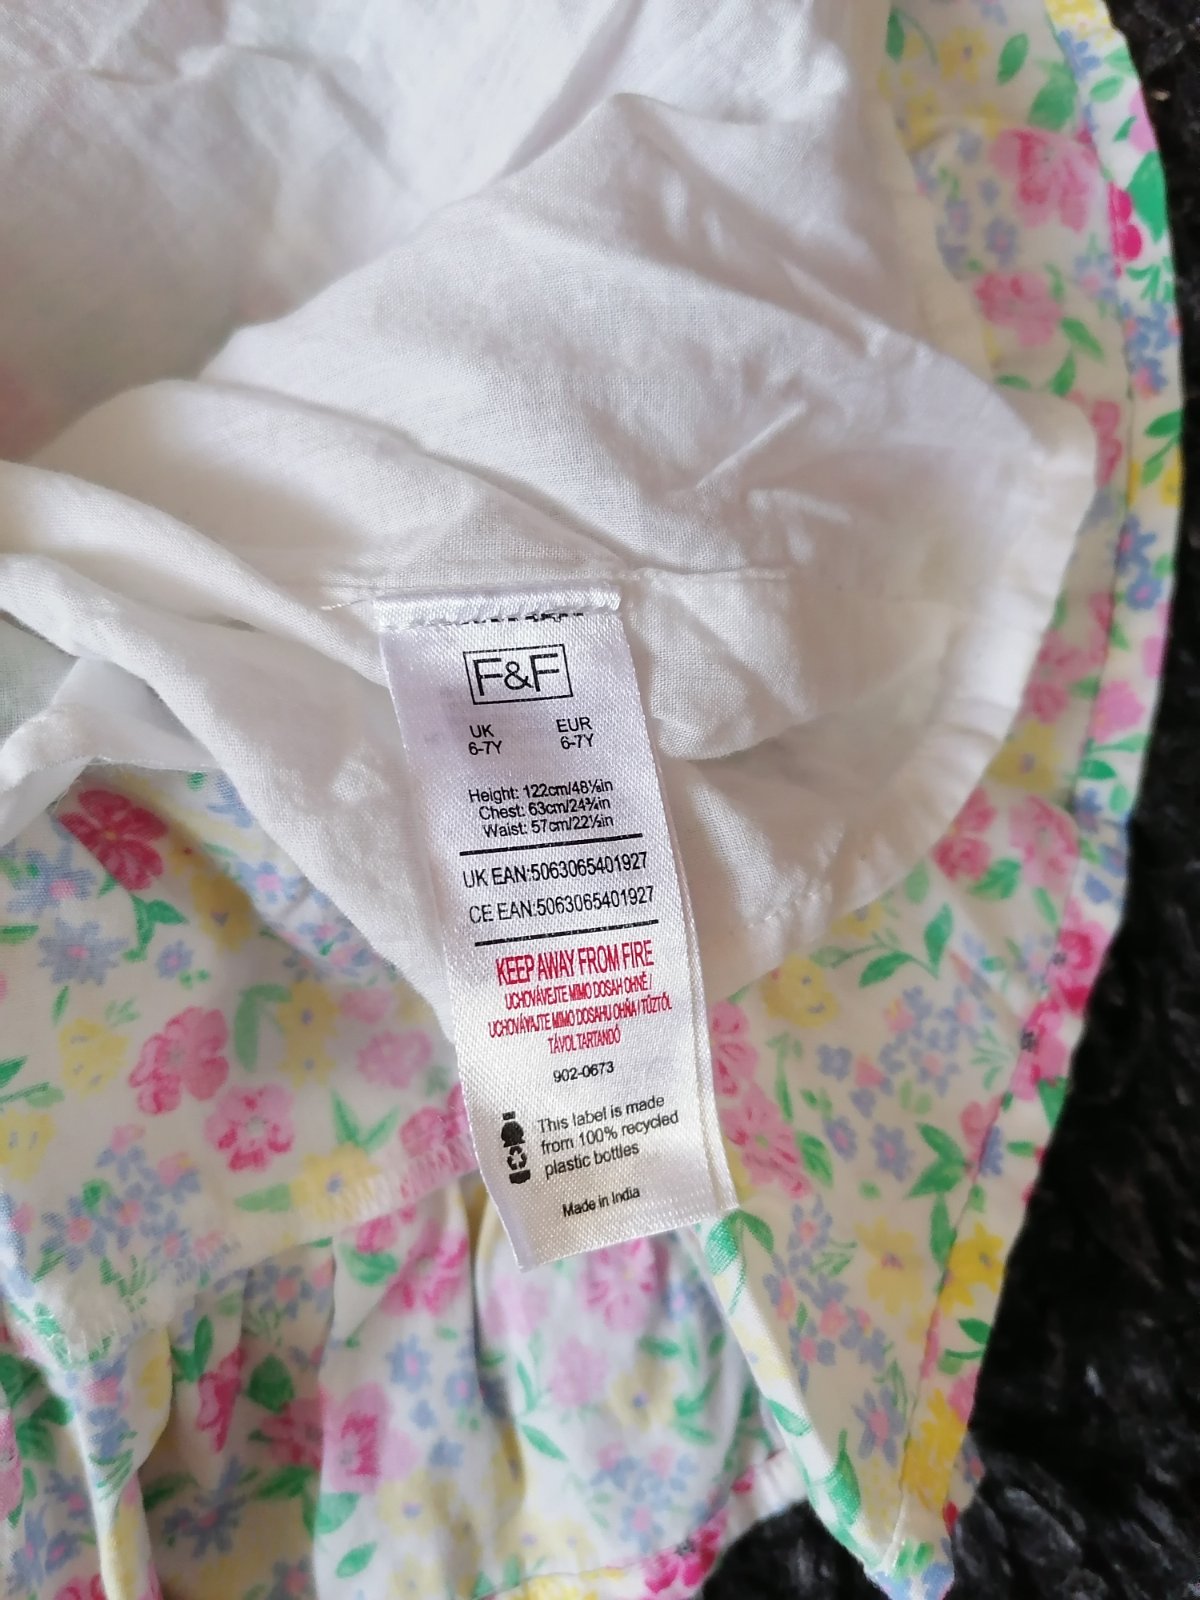 F&F
UK EUR
6-7Y 6-7Y
Height: 122cm/48½in
Chest: 63cm/24¾in
Waist: 57cm/22½in
UK EAN:5063065401927
CE EAN:5063065401927
KEEP AWAY FROM FIRE
UCHOVÁVEJTE MIMO DOSAH OHNĚ /
UCHOVÁVAJTE MIMO DOSAHU OHŇA / TŰZTŐL
TÁVOL TARTANDÓ
902-0673
This label is made
from 100% recycled
plastic bottles
Made in India